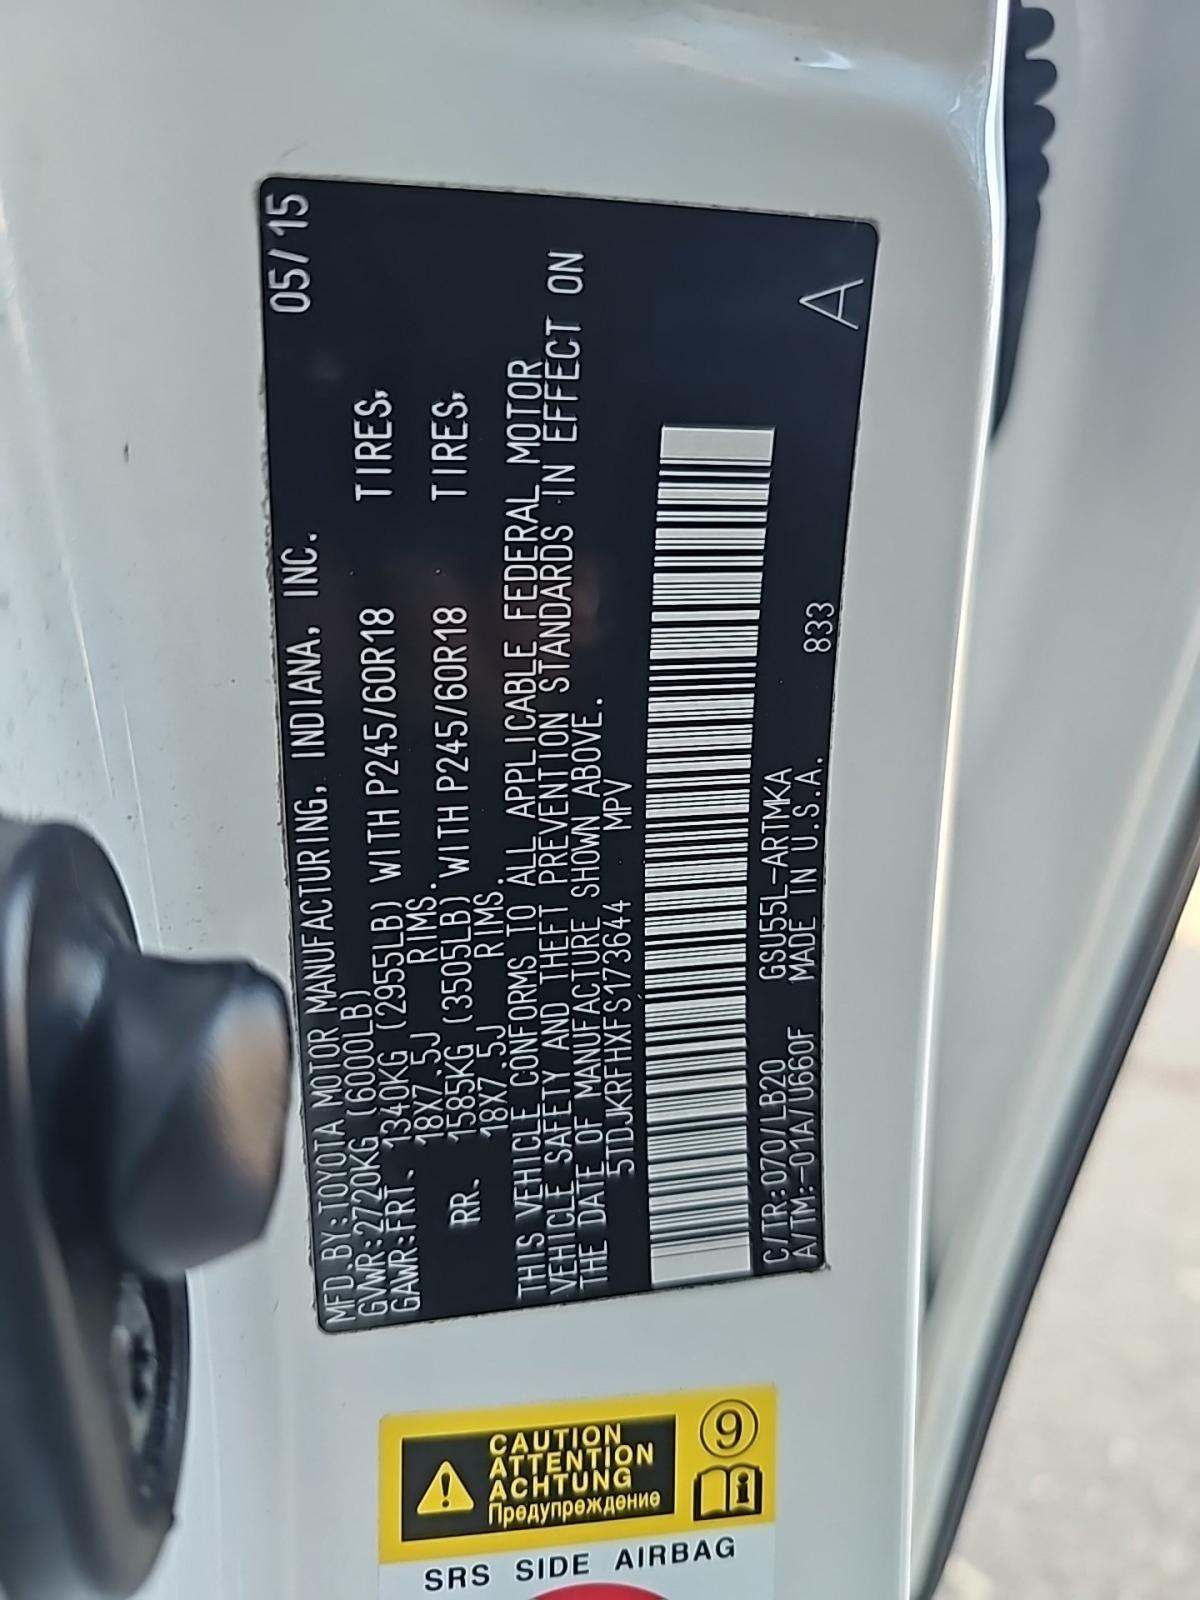 MFD.BY:TOYOTA MOTOR MANUFACTURING, INDIANA, INC. 05/15
GVWR:2720KG (6000LB)
GAWR:FRT. 1340KG (2955LB) WITH P245/60R18 TIRES,
18X7.5J RIMS.
RR. 1585KG (3505LB) WITH P245/60R18 TIRES,
18X7.5J RIMS.
THIS VEHICLE CONFORMS TO ALL APPLICABLE FEDERAL MOTOR
VEHICLE SAFETY AND THEFT PREVENTION STANDARDS IN EFFECT ON
THE DATE OF MANUFACTURE SHOWN ABOVE.
5TDJKRFHXFS173644 MPV
C/TR:070/LB20 GSU55L-ARTMKA
A/TM:-01A/U660F MADE IN U.S.A. 833
A
CAUTION
ATTENTION
ACHTUNG
Предупреждение
9
SRS SIDE AIRBAG